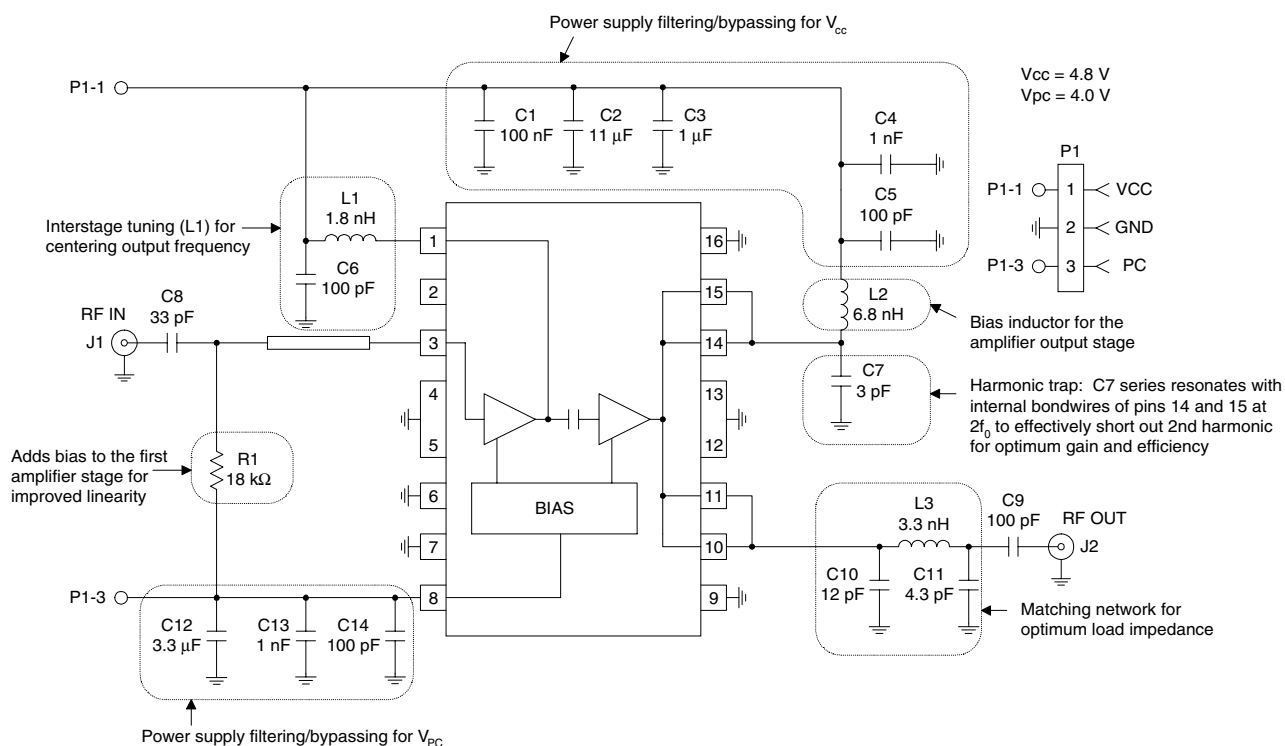 Power supply filtering/bypassing for Vcc
P1-1
Vcc = 4.8 V
Vpc = 4.0 V
C1
100 nF
C2
11 μF
C3
1 μF
C4
1 nF
C5
100 pF
P1
P1-1
1
VCC
2
GND
P1-3
3
PC
Interstage tuning (L1) for
centering output frequency
L1
1.8 nH
C6
100 pF
1
2
3
4
5
6
7
8
16
15
14
13
12
11
10
9
L2
6.8 nH
Bias inductor for the
amplifier output stage
RF IN
J1
C8
33 pF
C7
3 pF
Harmonic trap: C7 series resonates with
internal bondwires of pins 14 and 15 at
2f0 to effectively short out 2nd harmonic
for optimum gain and efficiency
Adds bias to the first
amplifier stage for
improved linearity
R1
18 kΩ
BIAS
L3
3.3 nH
C9
100 pF
RF OUT
J2
C10
12 pF
C11
4.3 pF
Matching network for
optimum load impedance
P1-3
C12
3.3 μF
C13
1 nF
C14
100 pF
Power supply filtering/bypassing for VPC